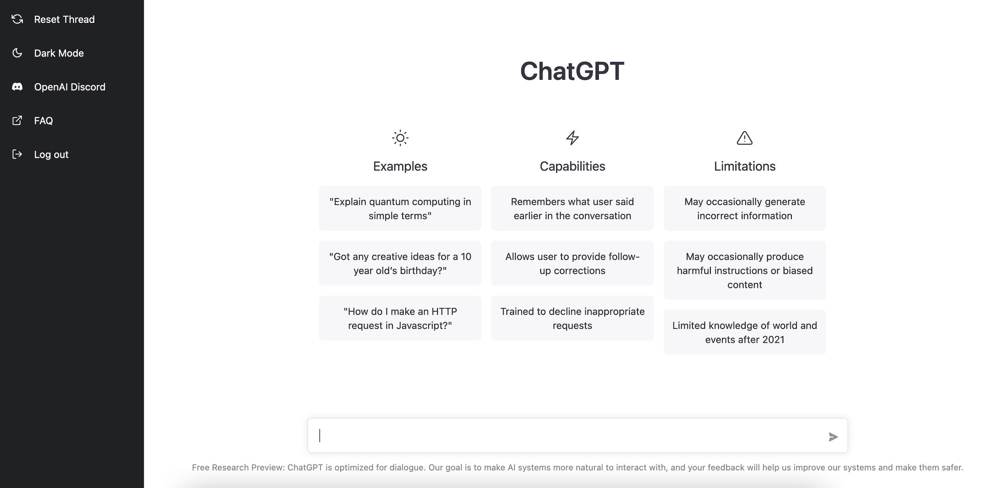 Reset Thread
Dark Mode
OpenAI Discord
FAQ
Log out
ChatGPT
Examples
"Explain quantum computing in
simple terms"
"Got any creative ideas for a 10
year old’s birthday?"
"How do I make an HTTP
request in Javascript?"
Capabilities
Remembers what user said
earlier in the conversation
Allows user to provide follow-
up corrections
Trained to decline inappropriate
requests
Limitations
May occasionally generate
incorrect information
May occasionally produce
harmful instructions or biased
content
Limited knowledge of world and
events after 2021
Free Research Preview: ChatGPT is optimized for dialogue. Our goal is to make AI systems more natural to interact with, and your feedback will help us improve our systems and make them safer.